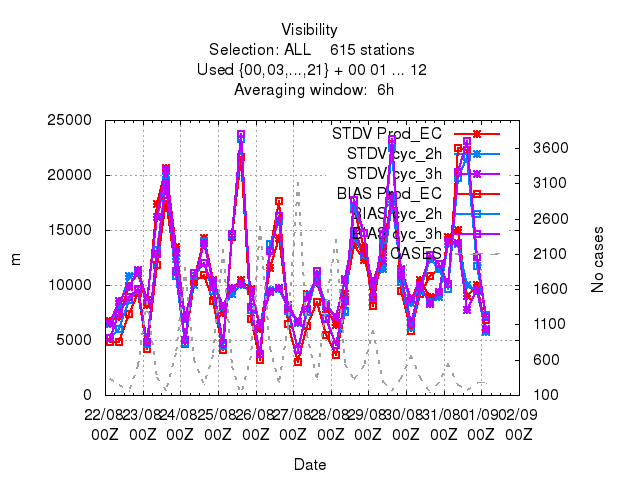 Visibility
Selection: ALL    615 stations
Used {00,03,...,21} + 00 01 ... 12
Averaging window:  6h
25000
20000
15000
10000
5000
0
m
STDV Prod_EC
STDV cyc_2h
STDV cyc_3h
BIAS Prod_EC
BIAS cyc_2h
BIAS cyc_3h
CASES
3600
3100
2600
2100
1600
1100
600
100
No cases
22/08 23/08 24/08 25/08 26/08 27/08 28/08 29/08 30/08 31/08 01/09 02/09
00Z 00Z 00Z 00Z 00Z 00Z 00Z 00Z 00Z 00Z 00Z 00Z
Date